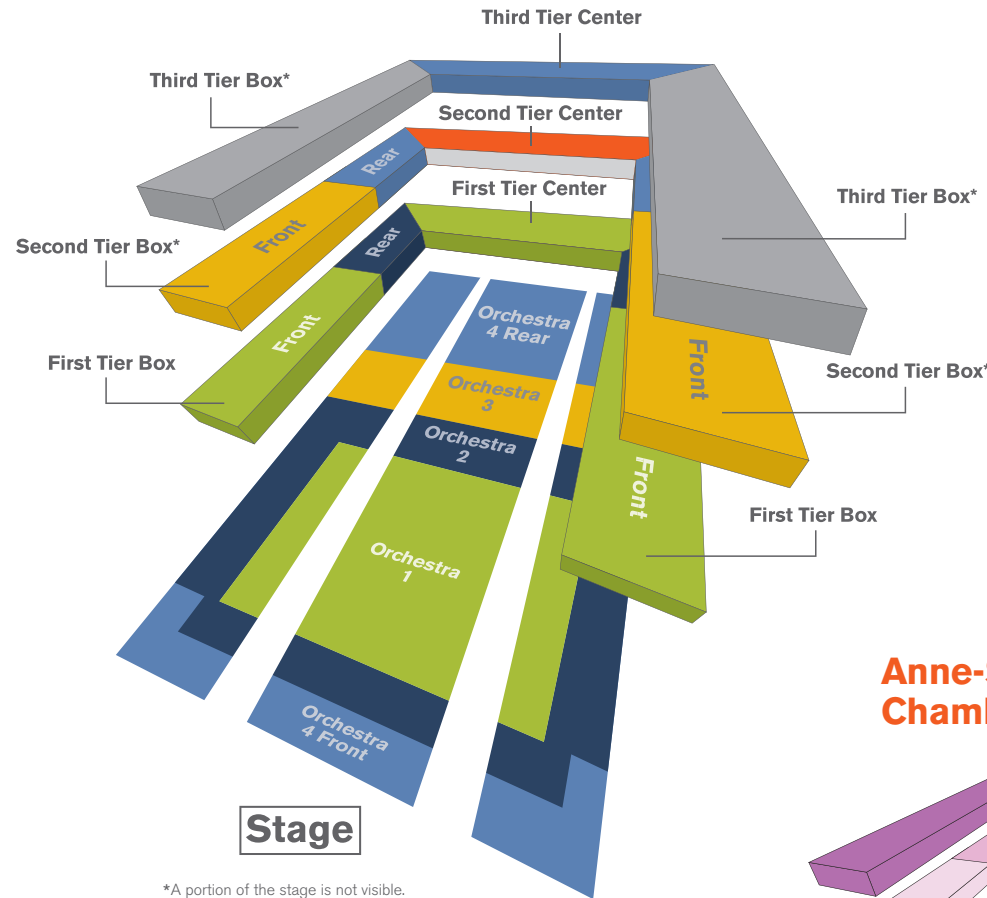 Third Tier Center
Third Tier Box*
Second Tier Center
Rear
First Tier Center
Third Tier Box*
Second Tier Box*
Front
Rear
Orchestra
4 Rear
Front
First Tier Box
Front
Second Tier Box*
Orchestra
3
Orchestra
2
Front
First Tier Box
Orchestra
1
Anne-
Orchestra
4 Front
Stage
*A portion of the stage is not visible.